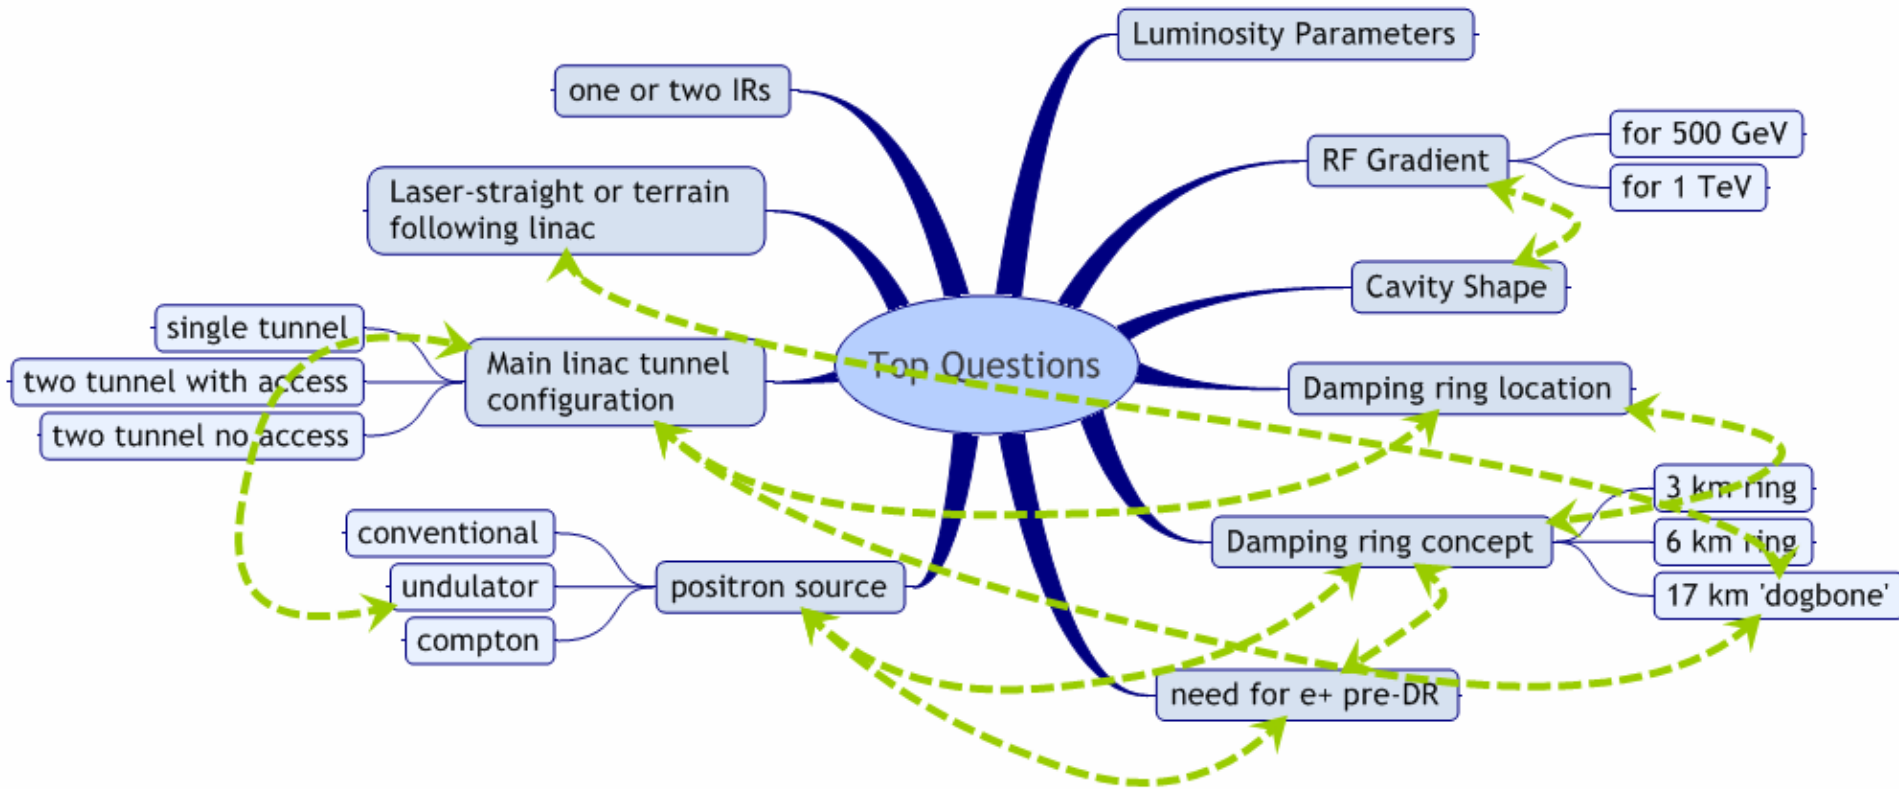 Luminosity Parameters
one or two IRs
for 500 GeV
RF Gradient
for 1 TeV
Laser-straight or terrain
following linac
Cavity Shape
single tunnel
Main linac tunnel
configuration
two tunnel with access
two tunnel no access
Top Questions
Damping ring location
3 km ring
Damping ring concept
6 km ring
17 km 'dogbone'
conventional
undulator
positron source
compton
need for e+ pre-DR